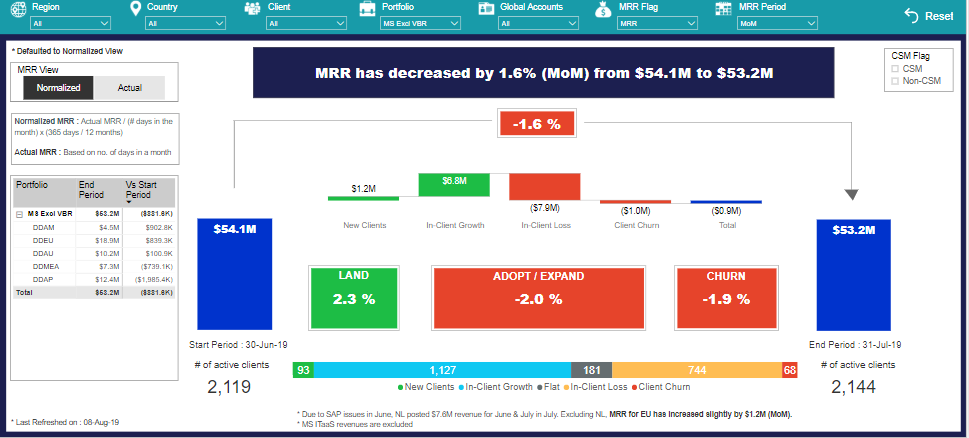 Region
All
Country
All
Client
All
Portfolio
MS Excl VBR
Global Accounts
All
MRR Flag
MRR
MRR Period
MoM
Reset
* Defaulted to Normalized View
MRR View
Normalized
Actual
Normalized MRR : Actual MRR / (# days in the
month) x (365 days / 12 months)
Actual MRR : Based on no. of days in a month
Portfolio End Period Vs Start Period
MS Excl VBR $53.2M ($881.6K)
DDAM $4.5M $902.8K
DDEU $18.9M $839.3K
DDAU $10.2M $100.9K
DDMEA $7.3M ($739.1K)
DDAP $12.4M ($1,985.4K)
Total $53.2M ($881.6K)
* Last Refreshed on : 08-Aug-19
MRR has decreased by 1.6% (MoM) from $54.1M to $53.2M
CSM Flag
CSM
Non-CSM
-1.6 %
$1.2M
$6.8M
($7.9M)
($1.0M)
($0.9M)
New Clients
In-Client Growth
In-Client Loss
Client Churn
Total
$54.1M
$53.2M
LAND
2.3 %
ADOPT / EXPAND
-2.0 %
CHURN
-1.9 %
Start Period : 30-Jun-19
End Period : 31-Jul-19
# of active clients
2,119
93
1,127
181
744
68
New Clients
In-Client Growth
Flat
In-Client Loss
Client Churn
# of active clients
2,144
* Due to SAP issues in June, NL posted $7.6M revenue for June & July in July. Excluding NL, MRR for EU has increased slightly by $1.2M (MoM).
* MS ITaaS revenues are excluded